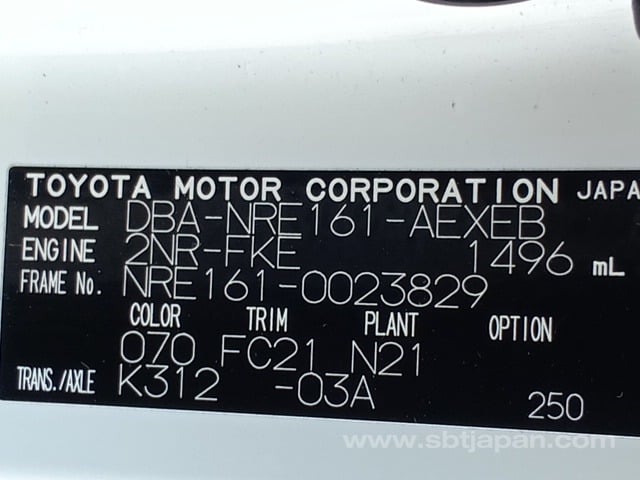 TOYOTA MOTOR CORPORATION JAPA
MODEL DBA-NRE161-AEXEB
ENGINE 2NR-FKE 1496 mL
FRAME No. NRE161-0023829
COLOR TRIM PLANT OPTION
070 FC21 N21
TRANS./AXLE K312 -03A
250
www.sbtjapan.com